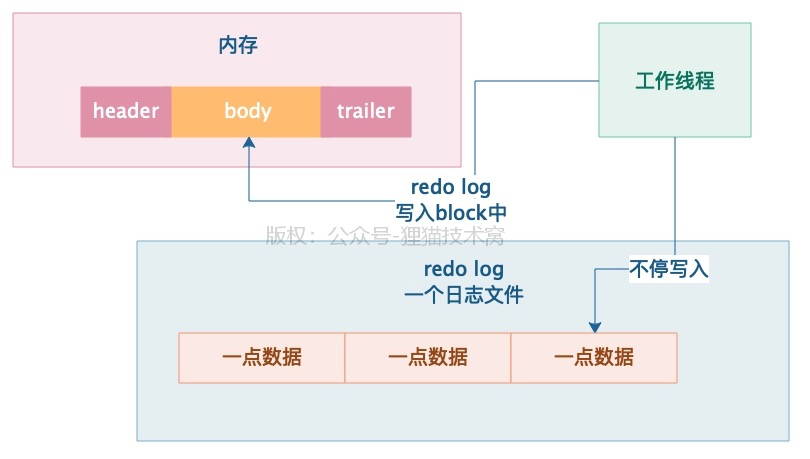 内存
工作线程
header
body
trailer
redo log
写入block中
版权：公众号-狸猫技术窝
redo log
一个日志文件
不停写入
一点数据
一点数据
一点数据